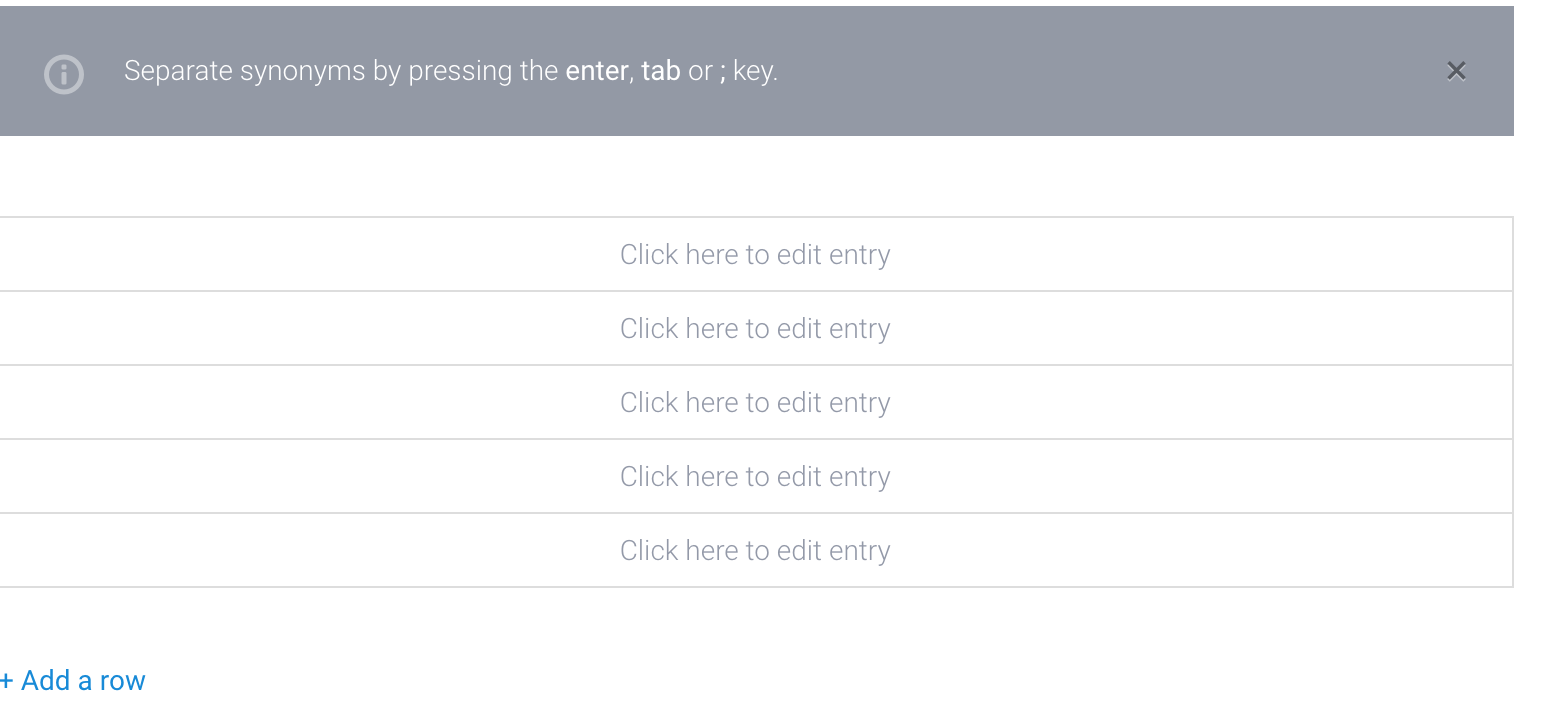 Separate synonyms by pressing the enter, tab or ; key.
Click here to edit entry
Click here to edit entry
Click here to edit entry
Click here to edit entry
Click here to edit entry
+ Add a row